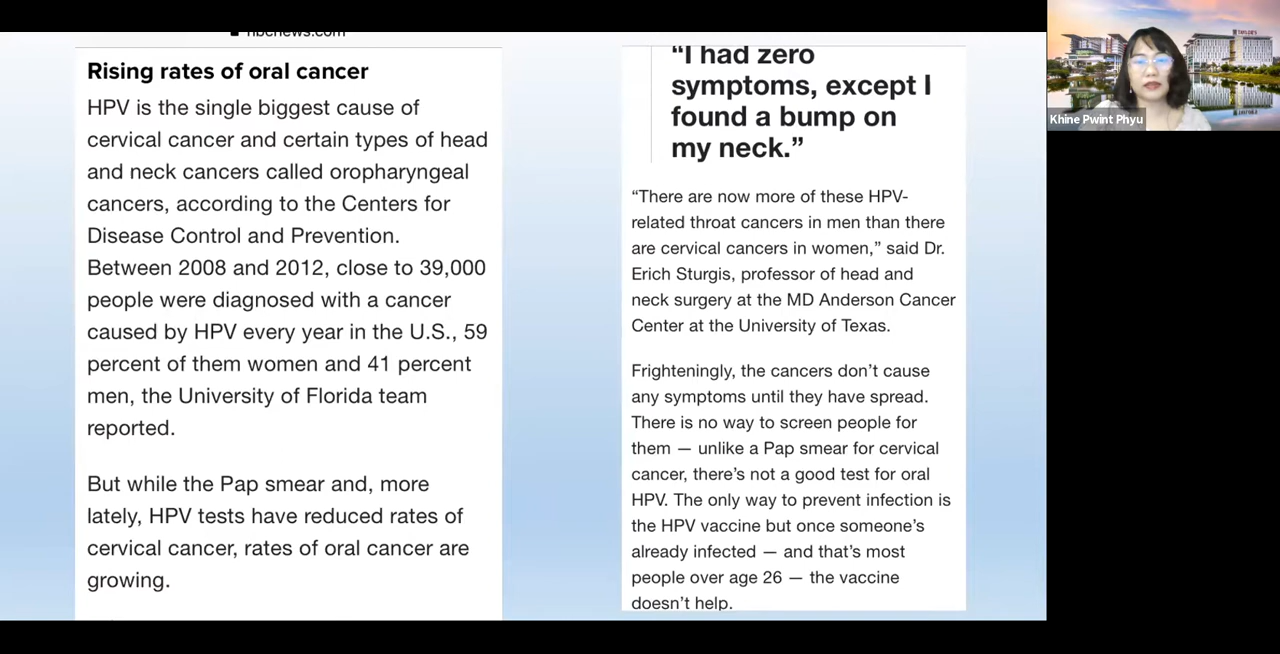 nbcnews.com
Rising rates of oral cancer
HPV is the single biggest cause of
cervical cancer and certain types of head
and neck cancers called oropharyngeal
cancers, according to the Centers for
Disease Control and Prevention.
Between 2008 and 2012, close to 39,000
people were diagnosed with a cancer
caused by HPV every year in the U.S., 59
percent of them women and 41 percent
men, the University of Florida team
reported.
But while the Pap smear and, more
lately, HPV tests have reduced rates of
cervical cancer, rates of oral cancer are
growing.
“I had zero
symptoms, except I
found a bump on
my neck.”
“There are now more of these HPV-
related throat cancers in men than there
are cervical cancers in women,” said Dr.
Erich Sturgis, professor of head and
neck surgery at the MD Anderson Cancer
Center at the University of Texas.
Frighteningly, the cancers don’t cause
any symptoms until they have spread.
There is no way to screen people for
them — unlike a Pap smear for cervical
cancer, there’s not a good test for oral
HPV. The only way to prevent infection is
the HPV vaccine but once someone’s
already infected — and that’s most
people over age 26 — the vaccine
doesn’t help.
Khine Pwint Phyu